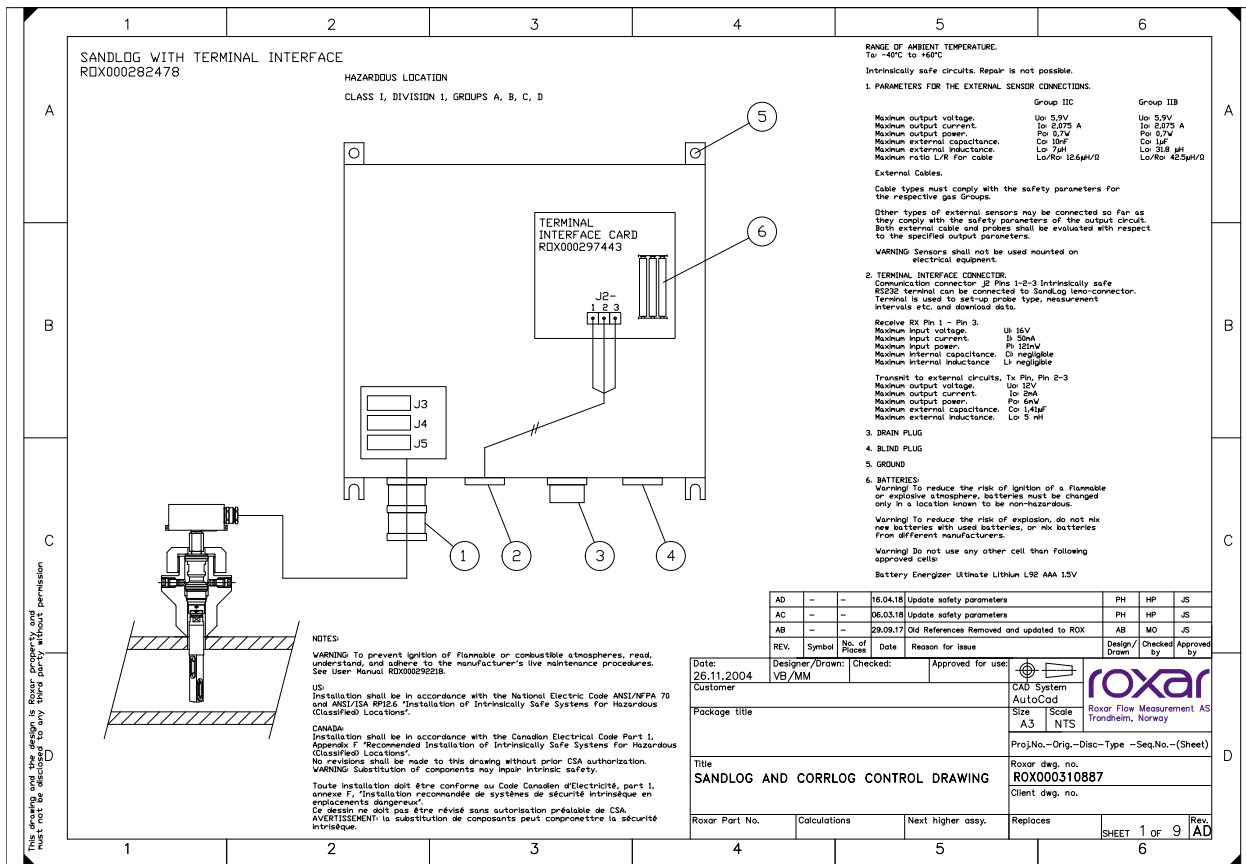 1 2 3 4 5 6
A
B
C
D
A
B
C
D
SANDLOG WITH TERMINAL INTERFACE
ROX000282478
HAZARDOUS LOCATION
CLASS I, DIVISION 1, GROUPS A, B, C, D
TERMINAL
INTERFACE CARD
ROX000297443
J2-
1 2 3
J3
J4
J5
5
6
1
2
3
4
RANGE OF AMBIENT TEMPERATURE.
Ta: -40°C to +60°C
Intrinsically safe circuits. Repair is not possible.
1. PARAMETERS FOR THE EXTERNAL SENSOR CONNECTIONS.
Group IIC Group IIB
Maximum output voltage. Uo: 5,9V Uo: 5,9V
Maximum output current. Io: 2,075 A Io: 2,075 A
Maximum output power. Po: 0,7W Po: 0,7W
Maximum external capacitance. Co: 10nF Co: 1µF
Maximum external inductance. Lo: 7µH Lo: 31.8 µH
Maximum ratio L/R for cable Lo/Ro: 12.6µH/Ω Lo/Ro: 42.5µH/Ω
External Cables.
Cable types must comply with the safety parameters for
the respective gas Groups.
Other types of external sensors may be connected so far as
they comply with the safety parameters of the output circuit.
Both external cable and probes shall be evaluated with respect
to the specified output parameters.
WARNING: Sensors shall not be used mounted on
electrical equipment.
2. TERMINAL INTERFACE CONNECTOR.
Communication connector j2 Pins 1-2-3 Intrinsically safe
RS232 terminal can be connected to SandLog lemo-connector.
Terminal is used to set-up probe type, measurement
intervals etc. and download data.
Receive RX Pin 1 - Pin 3.
Maximum input voltage. Ui: 16V
Maximum input current. Ii: 50mA
Maximum input power. Pi: 121mW
Maximum internal capacitance. Ci: negligible
Maximum internal inductance Li: negligible
Transmit to external circuits, Tx Pin, Pin 2-3
Maximum output voltage. Uo: 12V
Maximum output current. Io: 2mA
Maximum output power. Po: 6mW
Maximum external capacitance. Co: 1,41µF
Maximum external inductance. Lo: 5 mH
3. DRAIN PLUG
4. BLIND PLUG
5. GROUND
6. BATTERIES:
Warning! To reduce the risk of ignition of a flammable
or explosive atmosphere, batteries must be changed
only in a location known to be non-hazardous.
Warning! To reduce the risk of explosion, do not mix
new batteries with used batteries, or mix batteries
from different manufacturers.
Warning! Do not use any other cell than following
approved cells:
Battery Energizer Ultimate Lithium L92 AAA 1.5V
NOTES:
WARNING: To prevent ignition of flammable or combustible atmospheres, read,
understand, and adhere to the manufacturer's live maintenance procedures.
See User Manual ROX000292218.
US:
Installation shall be in accordance with the National Electric Code ANSI/NFPA 70
and ANSI/ISA RP12.6 "Installation of Intrinsically Safe Systems for Hazardous
(Classified) Locations".
CANADA:
Installation shall be in accordance with the Canadian Electrical Code Part 1,
Appendix F "Recommended Installation of Intrinsically Safe Systems for Hazardous
(Classified) Locations".
No revisions shall be made to this drawing without prior CSA authorization.
WARNING: Substitution of components may impair intrinsic safety.
Toute installation doit être conforme au Code Canadien d'Electricité, part 1,
annexe F, "Installation recommandée de systèmes de sécurité intrinsèque en
enplacements dangereux".
Ce dessin ne doit pas être révisé sans autorisation préalable de CSA.
AVERTISSEMENT: la substitution de composants peut compromettre la sécurité
intrisèque.
This drawing and the design is Roxar property and
must not be disclosed to any third party without permission
AD - - 16.04.18 Update safety parameters PH HP JS
AC - - 06.03.18 Update safety parameters PH HP JS
AB - - 29.09.17 Old References Removed and updated to ROX AB MO JS
REV. Symbol No. of Places Date Reason for issue Design/ Drawn Checked by Approved by
Date: Designer/Drawn: Checked: Approved for use:
26.11.2004 VB/MM
Customer
Package title
Title
SANDLOG AND CORRLOG CONTROL DRAWING
Roxar Part No. Calculations Next higher assy. Replaces
CAD System
AutoCad
Size Scale
A3 NTS
roxar
Roxar Flow Measurement AS
Trondheim, Norway
Proj.No.-Orig.-Disc-Type -Seq.No.-(Sheet)
Roxar dwg. no.
ROX000310887
Client dwg. no.
SHEET 1 OF 9
Rev.
AD
1 2 3 4 5 6